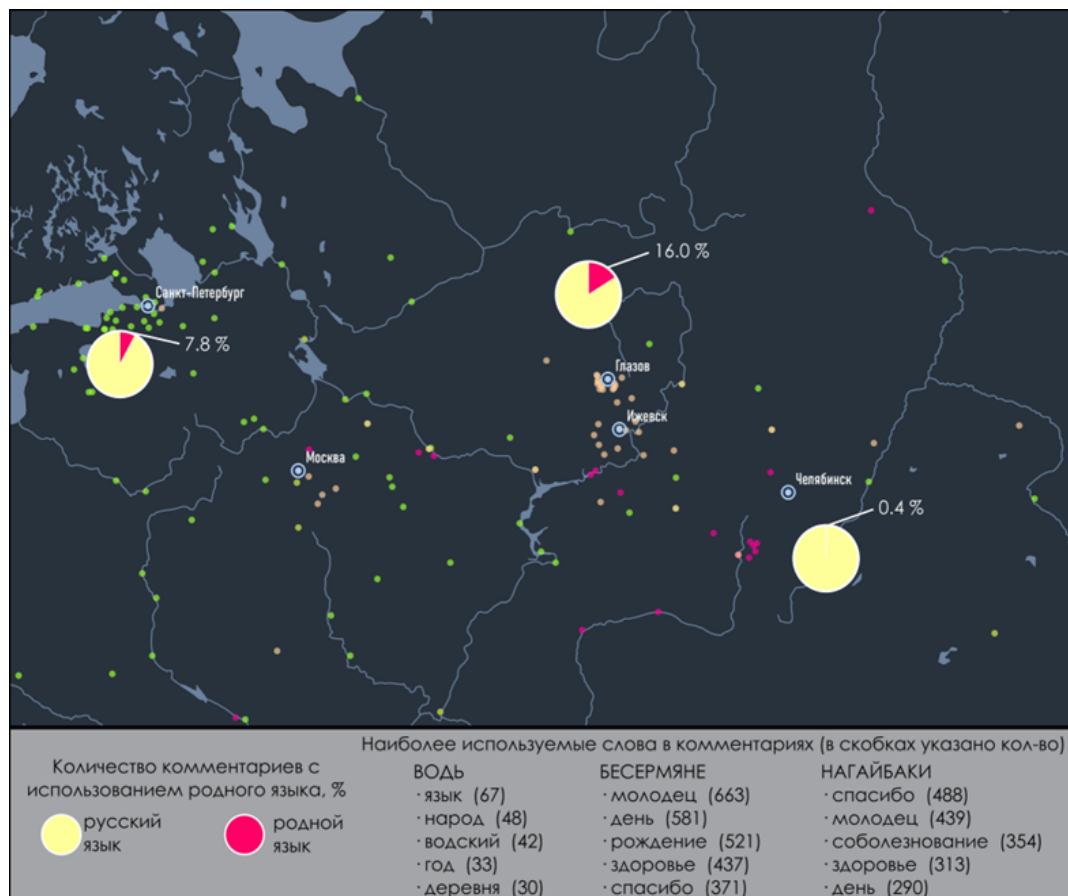 16.0 %
Санкт-Петербург
7.8 %
Глазов
Ижевск
Москва
Челябинск
0.4 %
Наиболее используемые слова в комментариях (в скобках указано кол-во)
Количество комментариев с
использованием родного языка, %
русский
язык
родной
язык
ВОДЬ
· язык (67)
· народ (48)
· водский (42)
· год (33)
· деревня (30)
БЕСЕРМЯНЕ
· молодец (663)
· день (581)
· рождение (521)
· здоровье (437)
· спасибо (371)
НАГАЙБАКИ
· спасибо (488)
· молодец (439)
· соболезнование (354)
· здоровье (313)
· день (290)